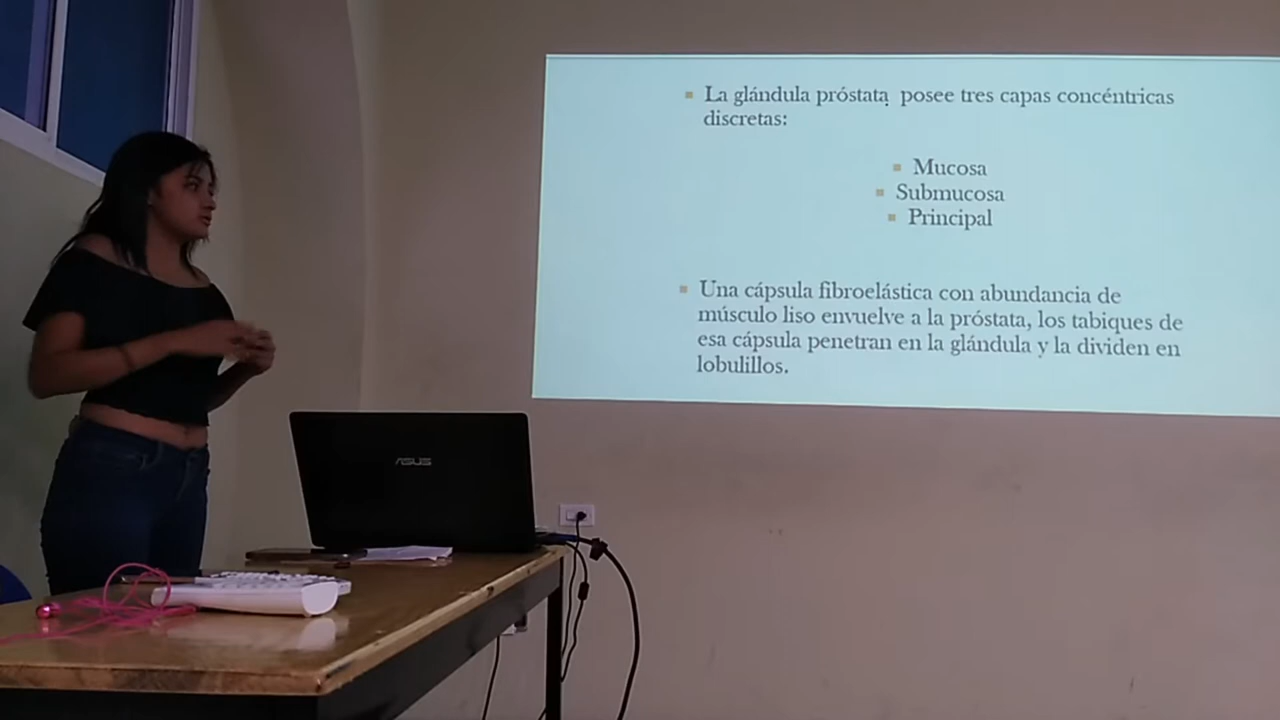 ▪ La glándula próstata posee tres capas concéntricas
discretas:
▪ Mucosa
▪ Submucosa
▪ Principal
▪ Una cápsula fibroelástica con abundancia de
músculo liso envuelve a la próstata, los tabiques de
esa cápsula penetran en la glándula y la dividen en
lobulillos.
ASUS